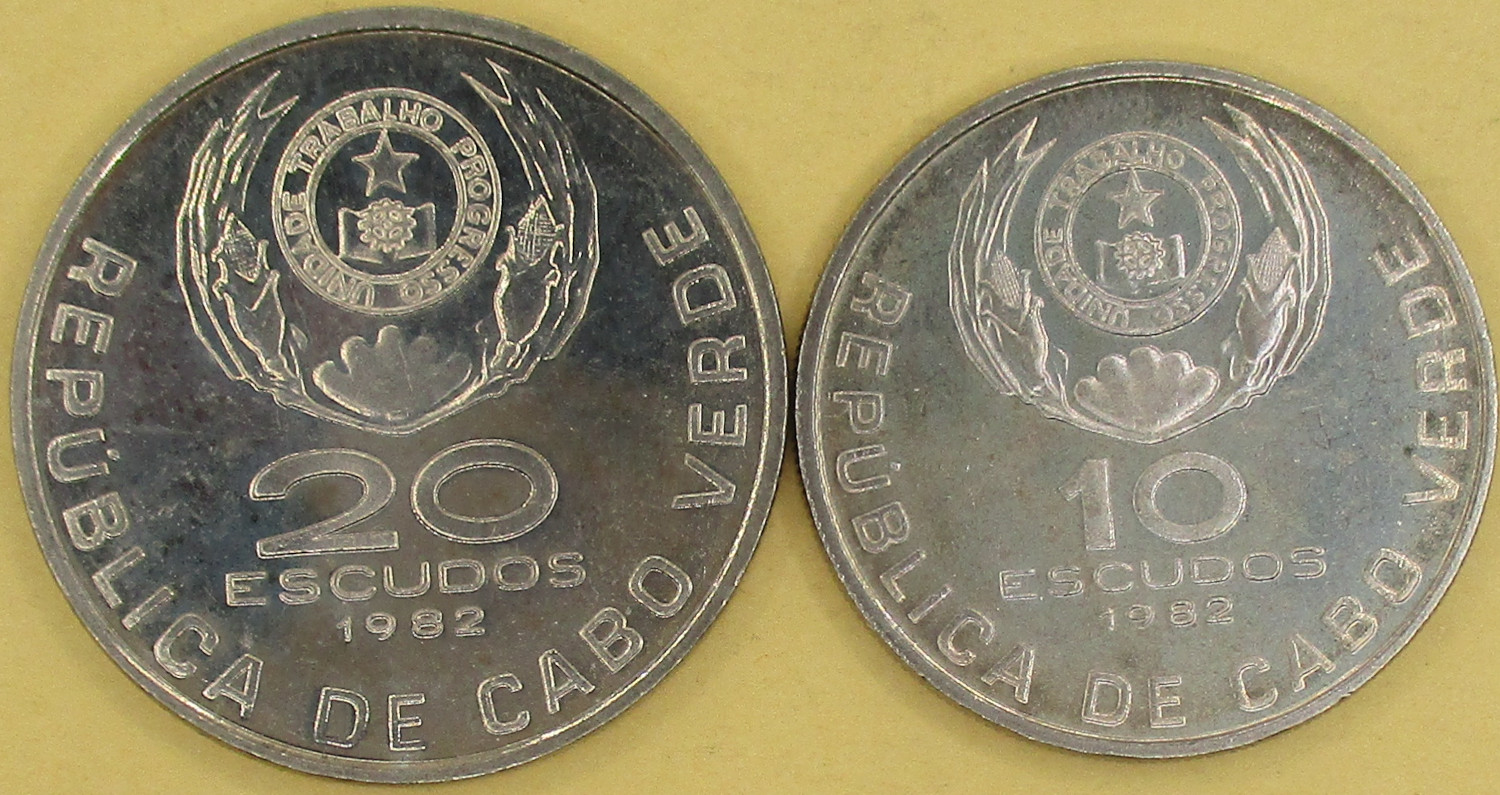 UNIDADE TRABALHO PROGRESSO
20
ESCUDOS
1982
REPÚBLICA DE CABO VERDE
UNIDADE TRABALHO PROGRESSO
10
ESCUDOS
1982
REPÚBLICA DE CABO VERDE